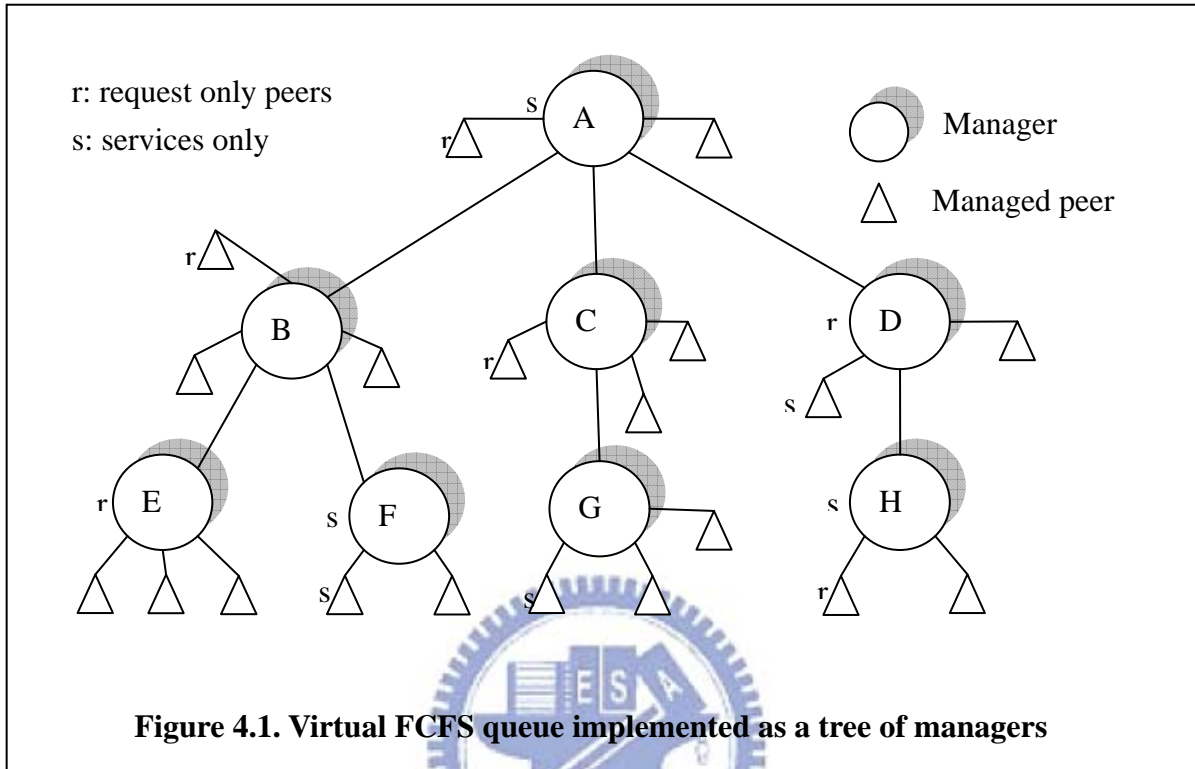 r: request only peers
s: services only
s
A
r
Manager
Managed peer
r
B
C
r
D
r
s
r
E
s
F
G
s
H
s
s
r
E S A
Figure 4.1. Virtual FCFS queue implemented as a tree of managers